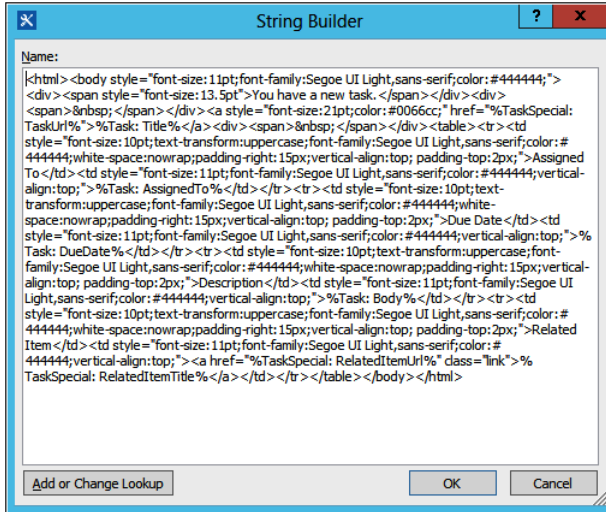 String Builder
?
x
Name:
<html><body style="font-size:11pt;font-family:Segoe UI Light,sans-serif;color:#444444;">
<div><span style="font-size:13.5pt">You have a new task.</span></div><div>
<span>&nbsp;</span></div><a style="font-size:21pt;color:#0066cc;" href="%TaskSpecial:
TaskUrl%">%Task: Title%</a><div><span>&nbsp;</span></div><table><tr><td
style="font-size:10pt;text-transform:uppercase;font-family:Segoe UI Light,sans-serif;color:#
444444;white-space:nowrap;padding-right:15px;vertical-align:top; padding-top:2px;">Assigned
To</td><td style="font-size:11pt;font-family:Segoe UI Light,sans-serif;color:#444444;vertical-
align:top;">%Task: AssignedTo%</td></tr><tr><td style="font-size:10pt;text-
transform:uppercase;font-family:Segoe UI Light,sans-serif;color:#444444;white-
space:nowrap;padding-right:15px;vertical-align:top; padding-top:2px;">Due Date</td><td
style="font-size:11pt;font-family:Segoe UI Light,sans-serif;color:#444444;vertical-align:top;">%
Task: DueDate%</td></tr><tr><td style="font-size:10pt;text-transform:uppercase;font-
family:Segoe UI Light,sans-serif;color:#444444;white-space:nowrap;padding-right:15px;vertical-
align:top; padding-top:2px;">Description</td><td style="font-size:11pt;font-family:Segoe UI
Light,sans-serif;color:#444444;vertical-align:top;">%Task: Body%</td></tr><tr><td
style="font-size:10pt;text-transform:uppercase;font-family:Segoe UI Light,sans-serif;color:#
444444;white-space:nowrap;padding-right:15px;vertical-align:top; padding-top:2px;">Related
Item</td><td style="font-size:11pt;font-family:Segoe UI Light,sans-serif;color:#
444444;vertical-align:top;"><a href="%TaskSpecial: RelatedItemUrl%" class="link">%
TaskSpecial: RelatedItemTitle%</a></td></tr></table></body></html>
Add or Change Lookup
OK
Cancel